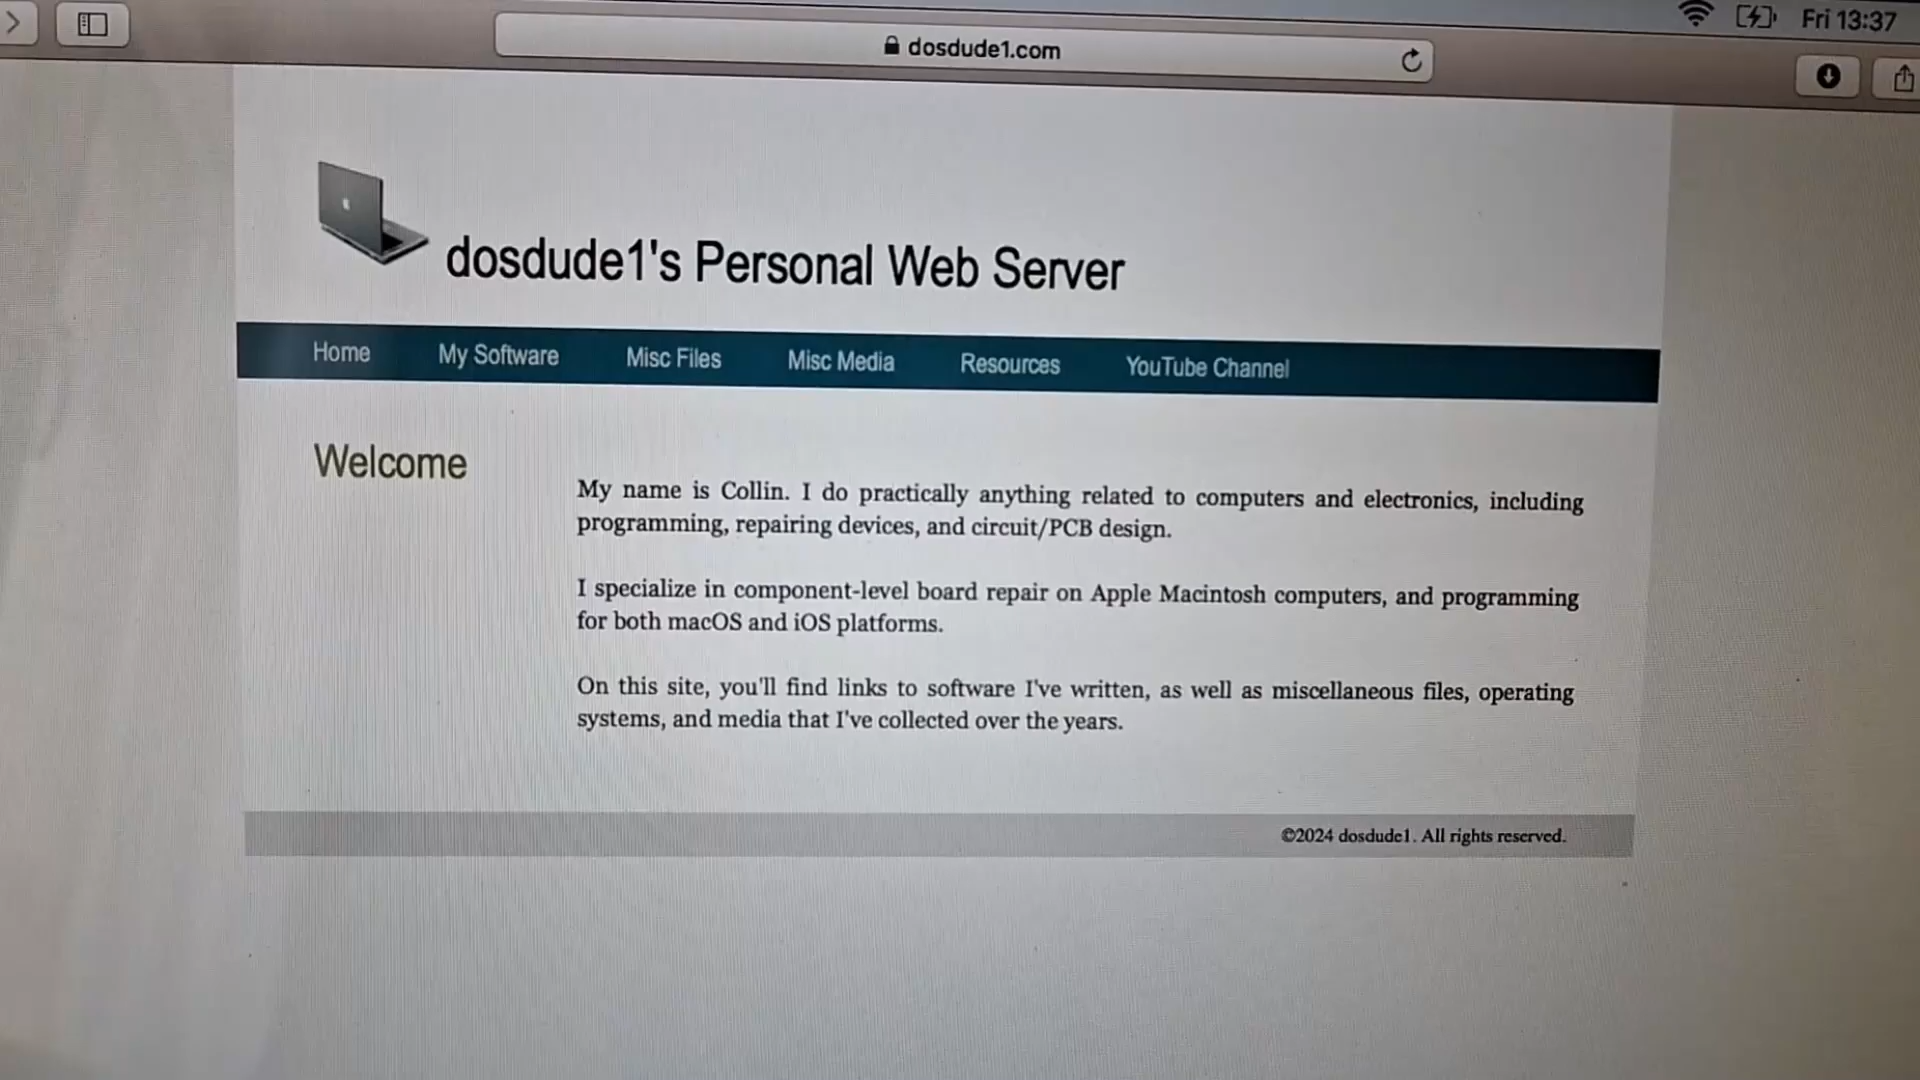 Fri 13:37
dosdude1.com
dosdude1's Personal Web Server
Home My Software Misc Files Misc Media Resources YouTube Channel
Welcome
My name is Collin. I do practically anything related to computers and electronics, including
programming, repairing devices, and circuit/PCB design.
I specialize in component-level board repair on Apple Macintosh computers, and programming
for both macOS and iOS platforms.
On this site, you'll find links to software I've written, as well as miscellaneous files, operating
systems, and media that I've collected over the years.
©2024 dosdude1. All rights reserved.